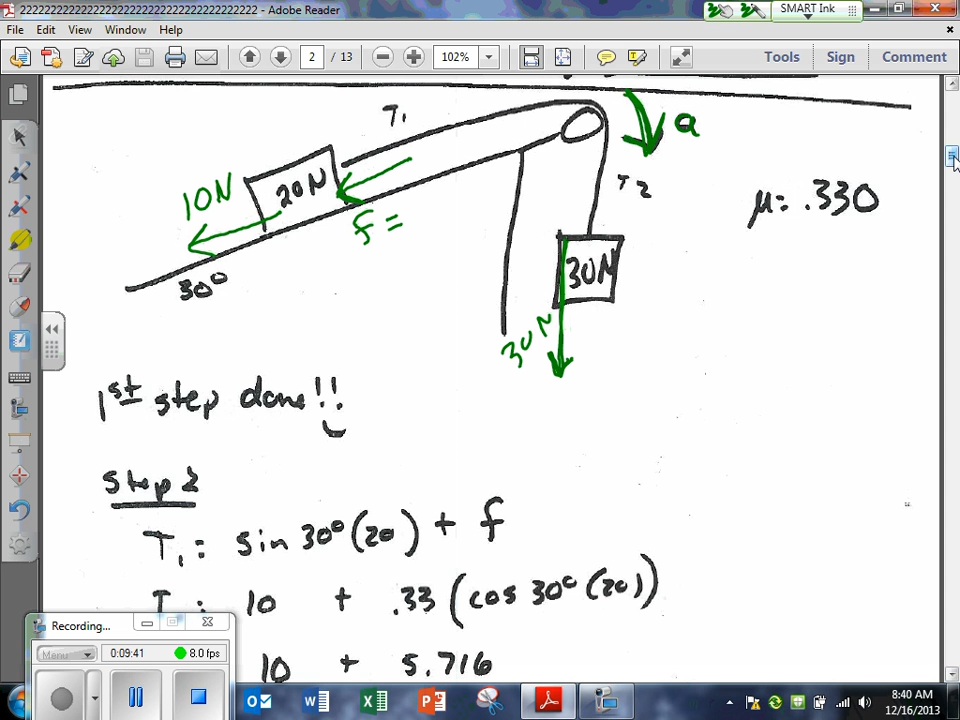 22222222222222222222222222222222222222222 - Adobe Reader
SMART Ink
File Edit View Window Help
2 / 13
102%
Tools Sign Comment
T₁
a
10N
20N
f =
T2
μ = .330
30°
30N
30N
1st step done!!
Step 2
T₁ = sin 30° (20) + f
T = 10 + .33 (cos 30° (20))
10 + 5.716
Recording...
Menu
0:09:41
8.0 fps
8:40 AM
12/16/2013